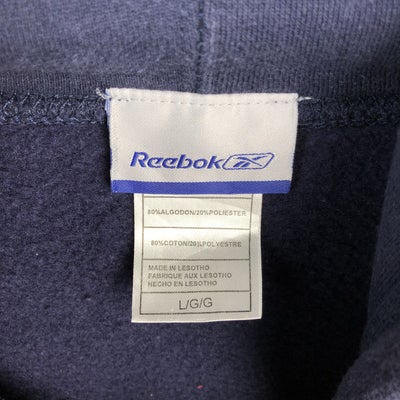 Reebok
80%ALGODON/20%POLIESTER
80%COTON/20%POLYESTRE
MADE IN LESOTHO
FABRIQUE AUX LESOTHO
HECHO EN LESOTHO
L/G/G